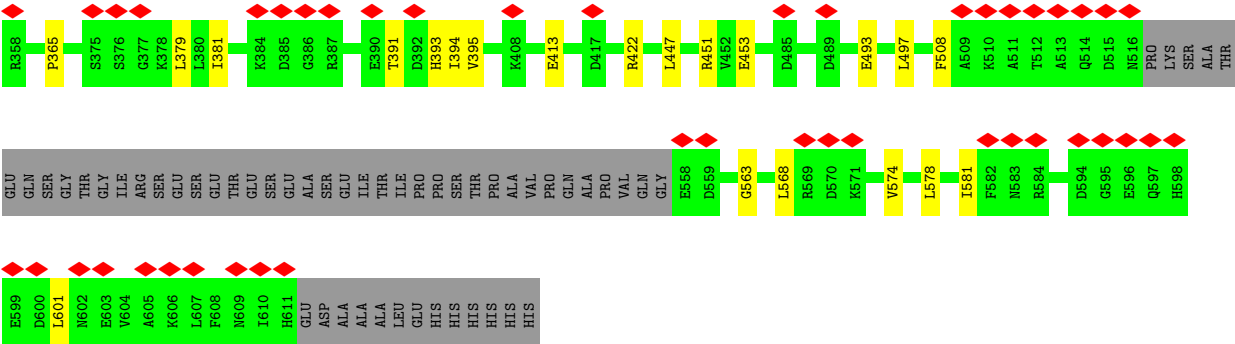 R358 P365 S375 S376 G377 K378 L379 L380 I381 K384 D385 G386 R387 E390 T391 D392 H393 I394 V395 K408 E413 D417 R422 L447 R451 V452 E453 D485 D489 E493 L497 F508 A509 K510 A511 T512 A513 Q514 D515 N516 PRO LYS SER ALA THR
GLU GLN SER GLY THR GLY ILE ARG SER GLU SER GLU THR GLU SER GLU ALA SER GLU ILE THR ILE PRO PRO SER THR PRO ALA VAL PRO GLN ALA PRO VAL GLN GLY E558 D559 G563 L568 R569 D570 K571 V574 L578 I581 F582 N583 R584 D594 G595 E596 Q597 H598
E599 D600 L601 N602 E603 V604 A605 K606 L607 F608 N609 I610 H611 GLU ASP ALA ALA ALA LEU GLU HIS HIS HIS HIS HIS HIS